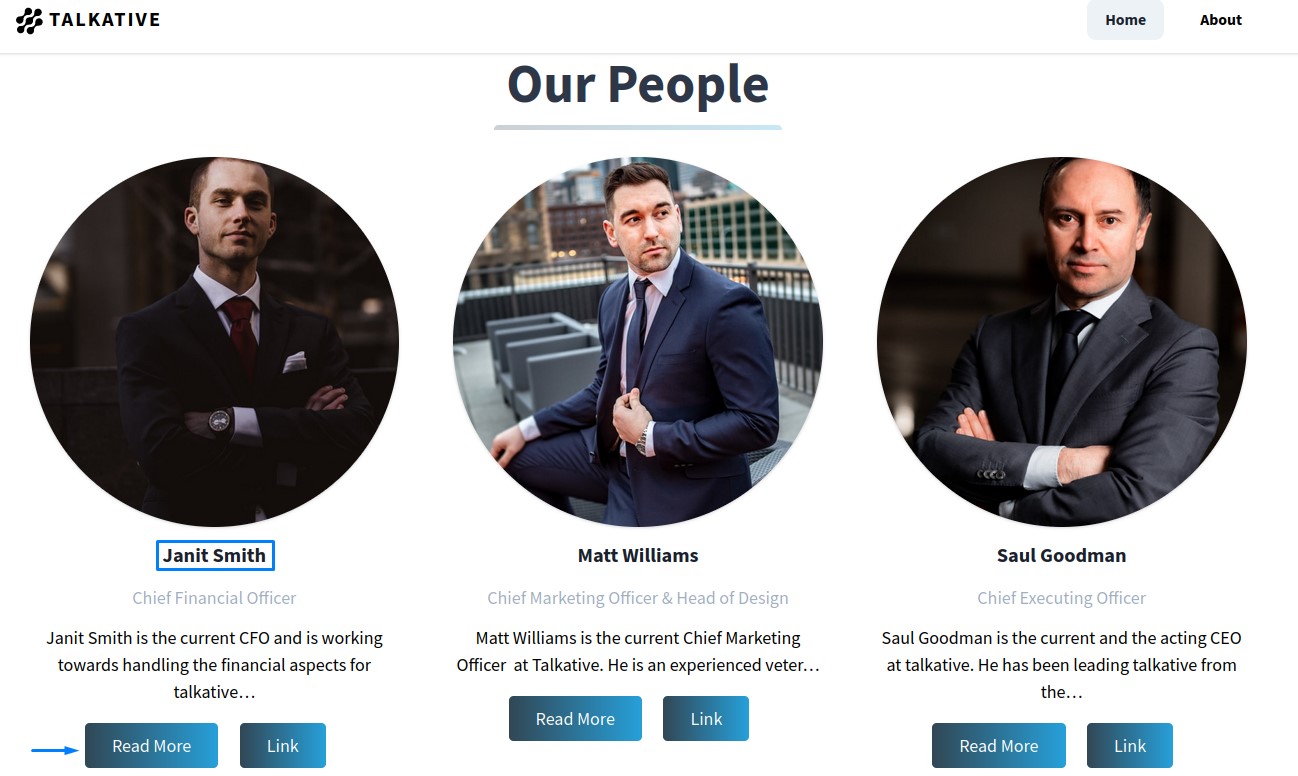 TALKATIVE
Home
About
Our People
Janit Smith
Chief Financial Officer
Janit Smith is the current CFO and is working
towards handling the financial aspects for
talkative…
Read More
Link
Matt Williams
Chief Marketing Officer & Head of Design
Matt Williams is the current Chief Marketing
Officer at Talkative. He is an experienced veter…
Read More
Link
Saul Goodman
Chief Executing Officer
Saul Goodman is the current and the acting CEO
at talkative. He has been leading talkative from
the…
Read More
Link